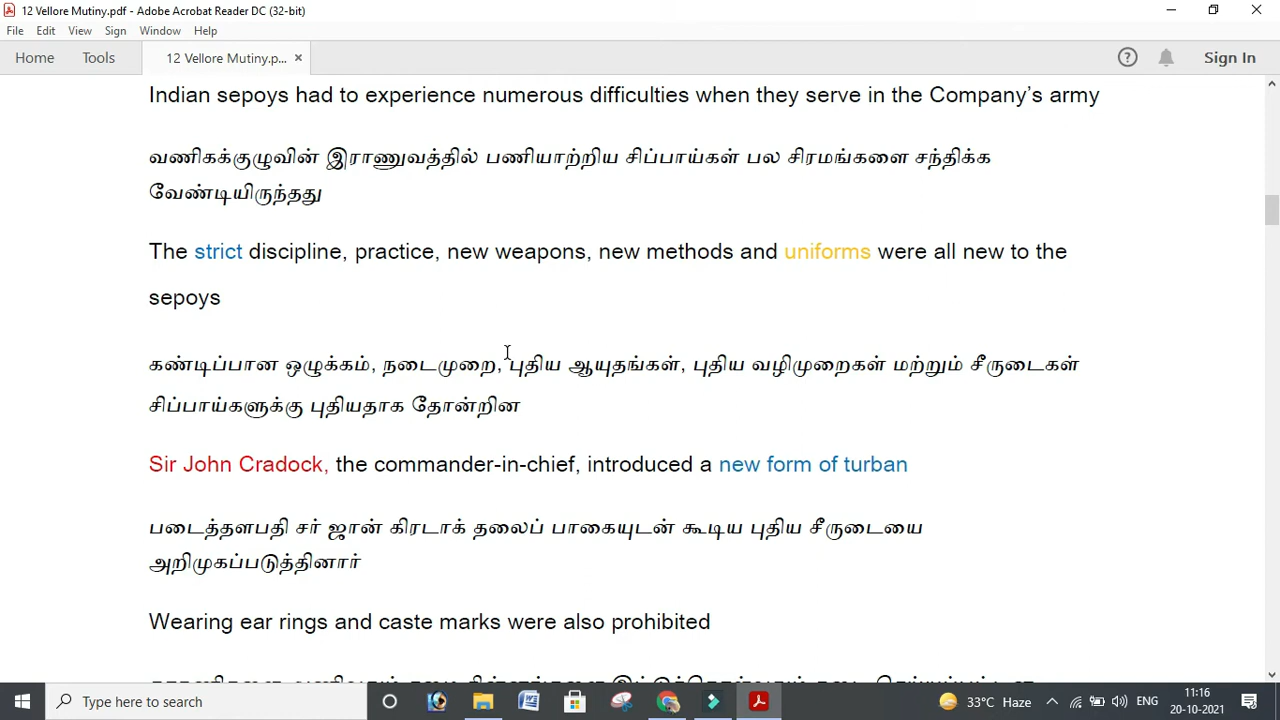 12 Vellore Mutiny.pdf - Adobe Acrobat Reader DC (32-bit)
File Edit View Sign Window Help
Home Tools 12 Vellore Mutiny.p... × Sign In
Indian sepoys had to experience numerous difficulties when they serve in the Company's army
வணிகக்குழுவின் இராணுவத்தில் பணியாற்றிய சிப்பாய்கள் பல சிரமங்களை சந்திக்க
வேண்டியிருந்தது
The strict discipline, practice, new weapons, new methods and uniforms were all new to the
sepoys
கண்டிப்பான ஒழுக்கம், நடைமுறை, புதிய ஆயுதங்கள், புதிய வழிமுறைகள் மற்றும் சீருடைகள்
சிப்பாய்களுக்கு புதியதாக தோன்றின
Sir John Cradock, the commander-in-chief, introduced a new form of turban
படைத்தளபதி சர் ஜான் கிரடாக் தலைப் பாகையுடன் கூடிய புதிய சீருடையை
அறிமுகப்படுத்தினார்
Wearing ear rings and caste marks were also prohibited
Type here to search 33°C Haze ENG 11:16
20-10-2021